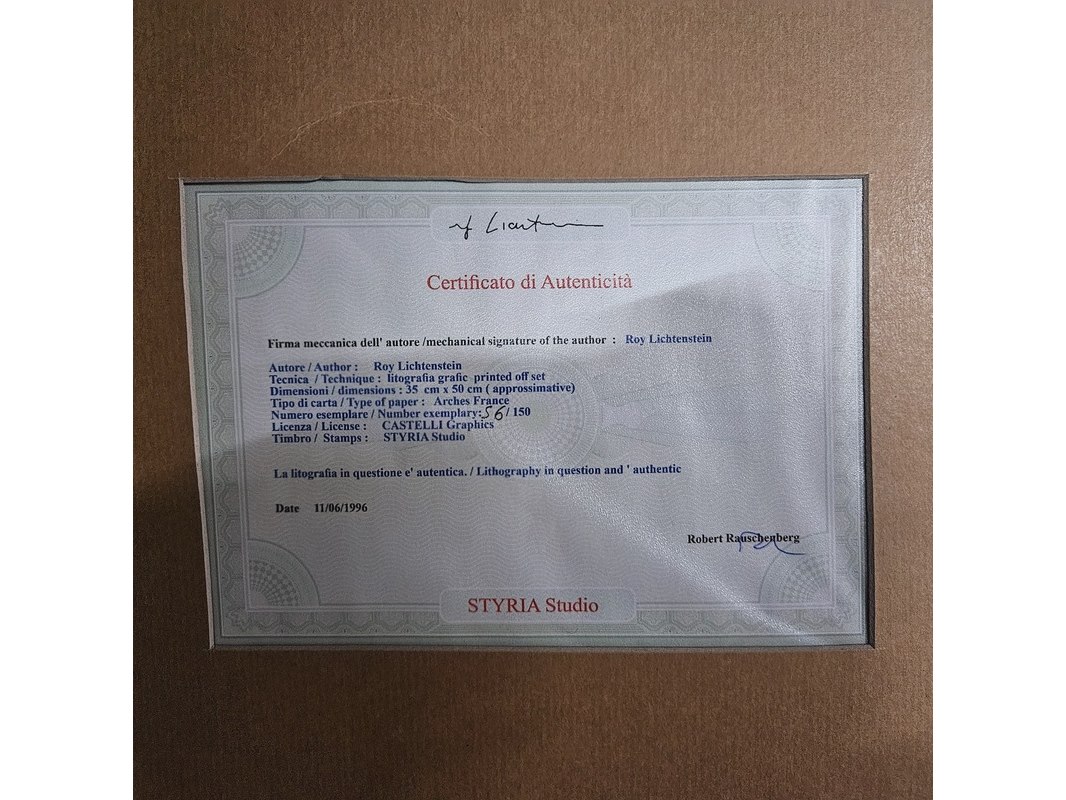 rf Lichtenstein
Certificato di Autenticità
Firma meccanica dell' autore /mechanical signature of the author : Roy Lichtenstein
Autore / Author : Roy Lichtenstein
Tecnica / Technique : litografia grafic printed off set
Dimensioni / dimensions : 35 cm x 50 cm ( approssimative)
Tipo di carta / Type of paper : Arches France
Numero esemplare / Number exemplary: 56 / 150
Licenza / License : CASTELLI Graphics
Timbro / Stamps : STYRIA Studio
La litografia in questione e' autentica. / Lithography in question and ' authentic
Date 11/06/1996
Robert Rauschenberg
STYRIA Studio